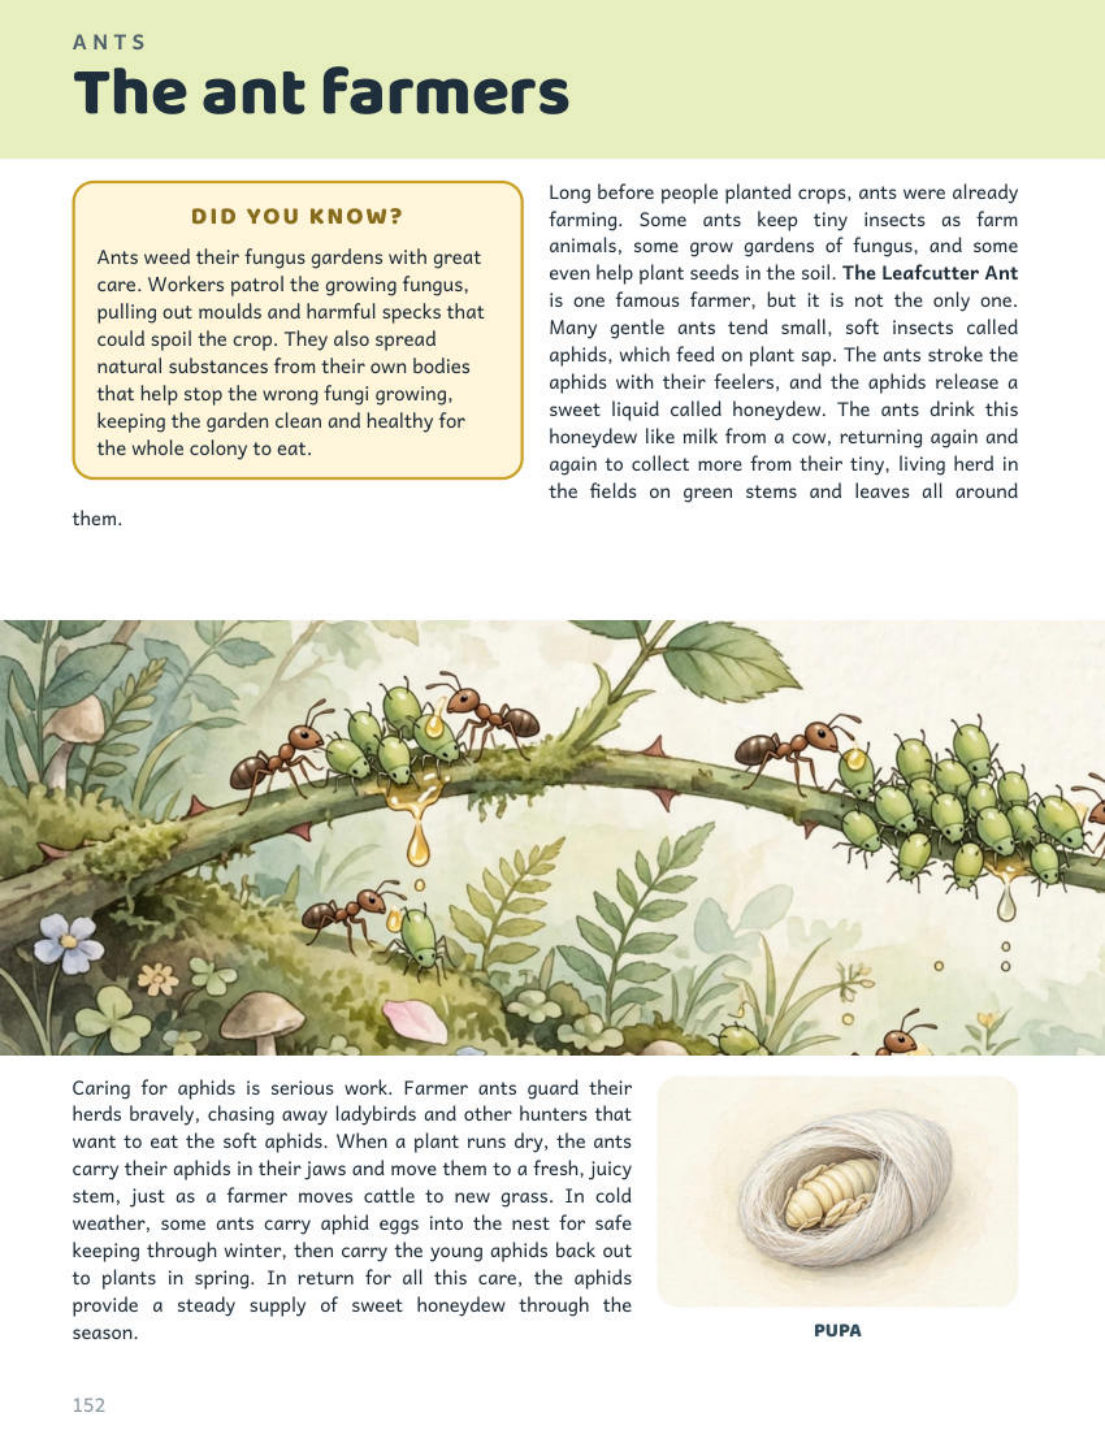 ANTS
The ant farmers
DID YOU KNOW?
Ants weed their fungus gardens with great
care. Workers patrol the growing fungus,
pulling out moulds and harmful specks that
could spoil the crop. They also spread
natural substances from their own bodies
that help stop the wrong fungi growing,
keeping the garden clean and healthy for
the whole colony to eat.
Long before people planted crops, ants were already
farming. Some ants keep tiny insects as farm
animals, some grow gardens of fungus, and some
even help plant seeds in the soil. The Leafcutter Ant
is one famous farmer, but it is not the only one.
Many gentle ants tend small, soft insects called
aphids, which feed on plant sap. The ants stroke the
aphids with their feelers, and the aphids release a
sweet liquid called honeydew. The ants drink this
honeydew like milk from a cow, returning again and
again to collect more from their tiny, living herd in
the fields on green stems and leaves all around
them.
Caring for aphids is serious work. Farmer ants guard their
herds bravely, chasing away ladybirds and other hunters that
want to eat the soft aphids. When a plant runs dry, the ants
carry their aphids in their jaws and move them to a fresh, juicy
stem, just as a farmer moves cattle to new grass. In cold
weather, some ants carry aphid eggs into the nest for safe
keeping through winter, then carry the young aphids back out
to plants in spring. In return for all this care, the aphids
provide a steady supply of sweet honeydew through the
season.
PUPA
152